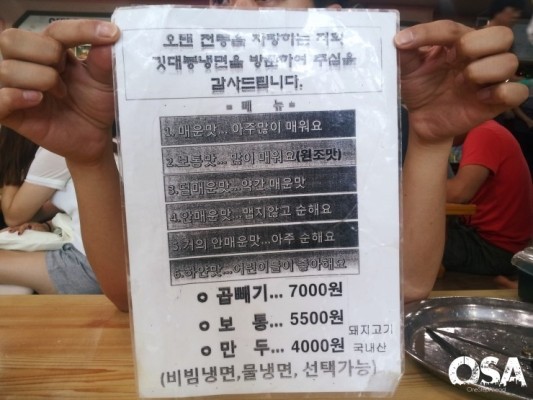 오랜 전통을 자랑하는 저희
깃대봉냉면을 방문하여 주심을
감사드립니다.
메 뉴
1.매운맛... 아주많이 매워요
2.보통맛... 많이 매워요(원조맛)
3.덜매운맛...약간 매운맛
4.안매운맛...맵지않고 순해요
5.거의 안매운맛...아주 순해요
6.하얀맛...어린이들이 좋아해요
곱빼기... 7000원
보 통... 5500원
만 두... 4000원
돼지고기
국내산
(비빔냉면,물냉면, 선택가능)
OSA